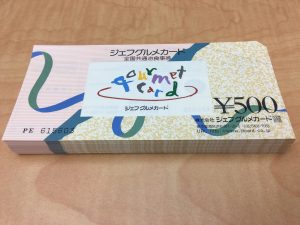 ジェフグルメカード
全国共通お食事券
gourmet
card
ジェフグルメカード
¥500
株式会社 ジェフグルメカード
PE 615503